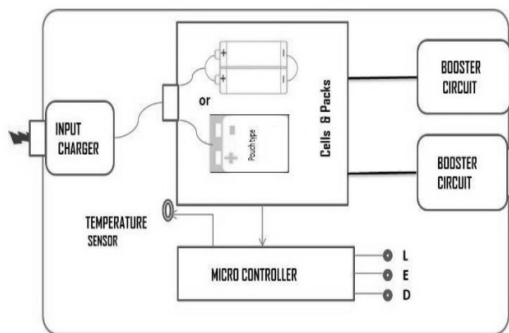 BOOSTER
CIRCUIT
or
Cells & Packs
INPUT
CHARGER
Pouch type
BOOSTER
CIRCUIT
TEMPERATURE
SENSOR
MICRO CONTROLLER
L
E
D